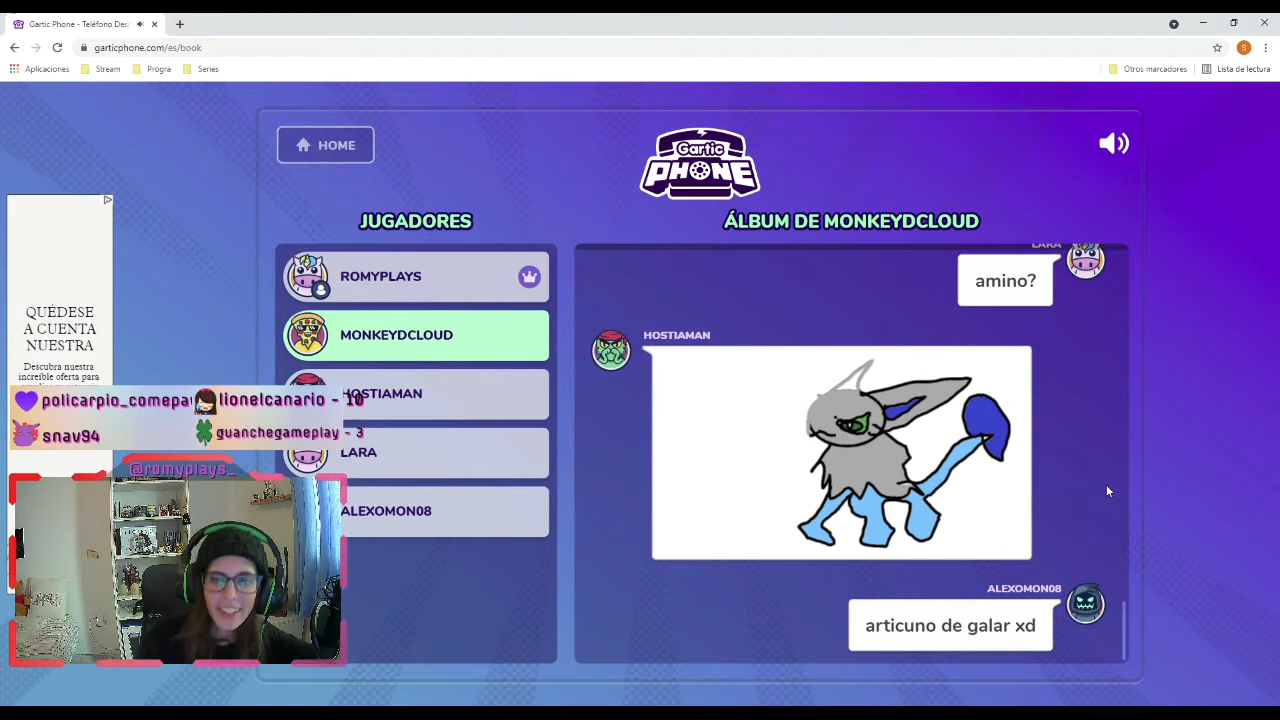 Gartic Phone - Teléfono Des
garticphone.com/es/book
Aplicaciones
Stream
Progra
Series
Otros marcadores
Lista de lectura
S
HOME
Gartic
PHONE
JUGADORES
ÁLBUM DE MONKEYDCLOUD
ROMYPLAYS
MONKEYDCLOUD
HOSTIAMAN
LARA
ALEXOMON08
LARA
amino?
HOSTIAMAN
ALEXOMON08
articuno de galar xd
QUÉDESE
A CUENTA
NUESTRA
Descubra nuestra
increíble oferta para
policarpio_comepa
lionelcanario - 10
snav94
guanchegameplay - 3
@romyplays_